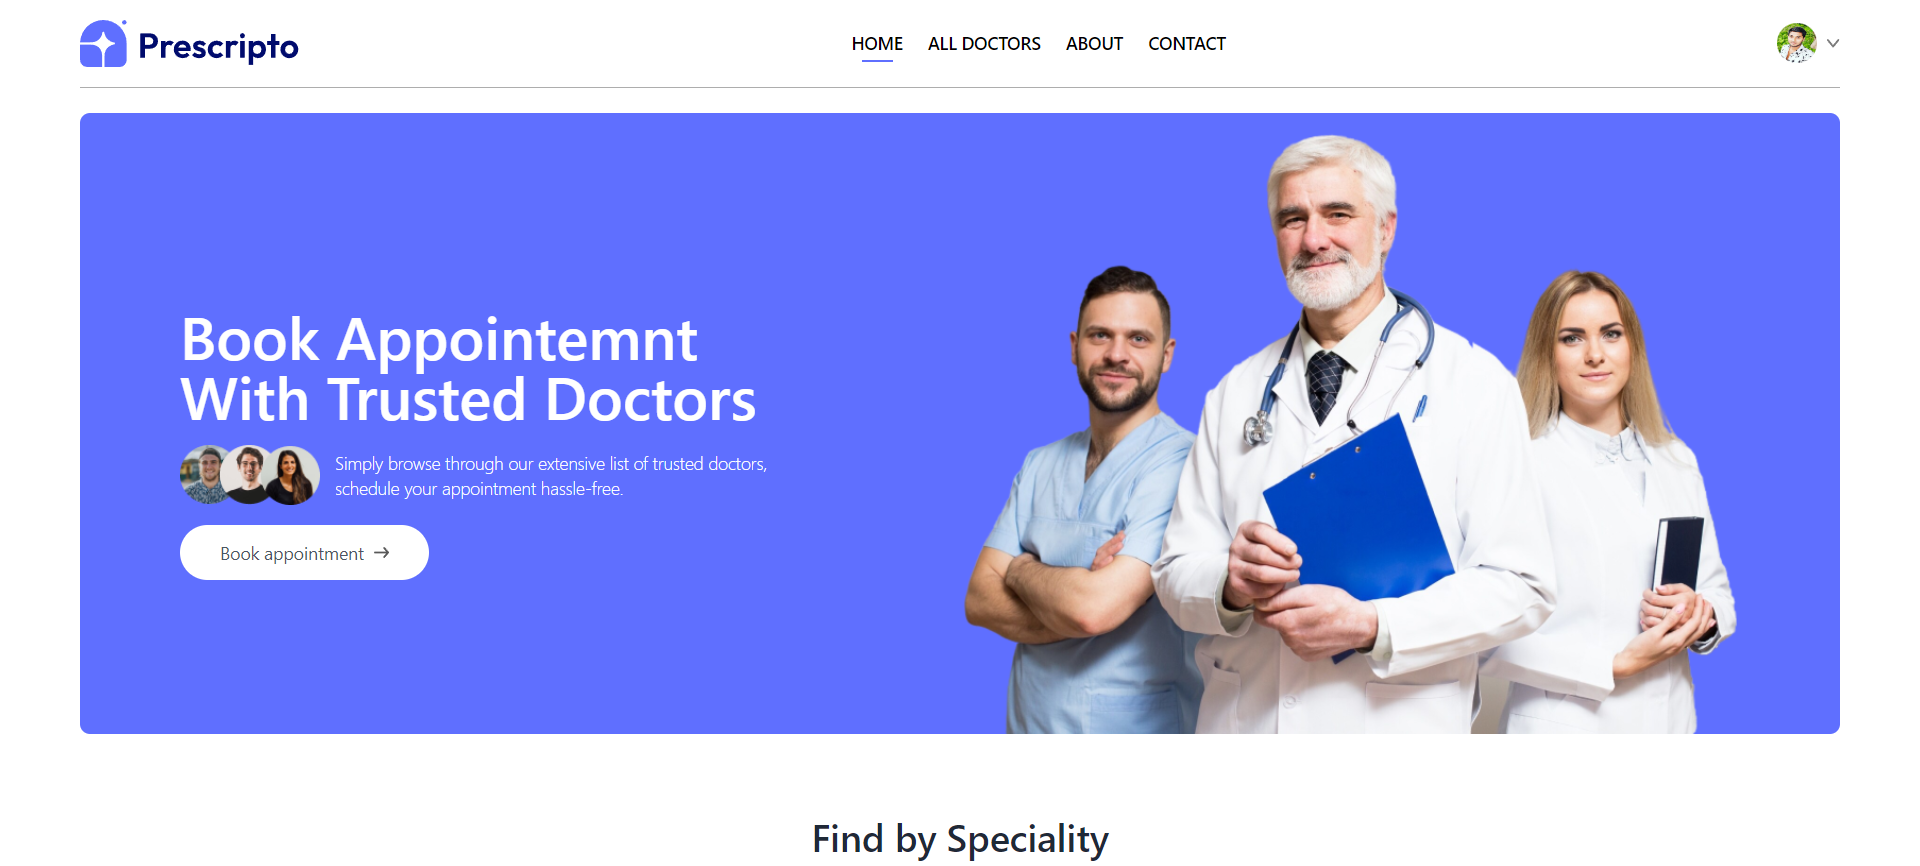 Prescripto
HOME
ALL DOCTORS
ABOUT
CONTACT
Book Appointemnt
With Trusted Doctors
Simply browse through our extensive list of trusted doctors,
schedule your appointment hassle-free.
Book appointment →
Find by Speciality